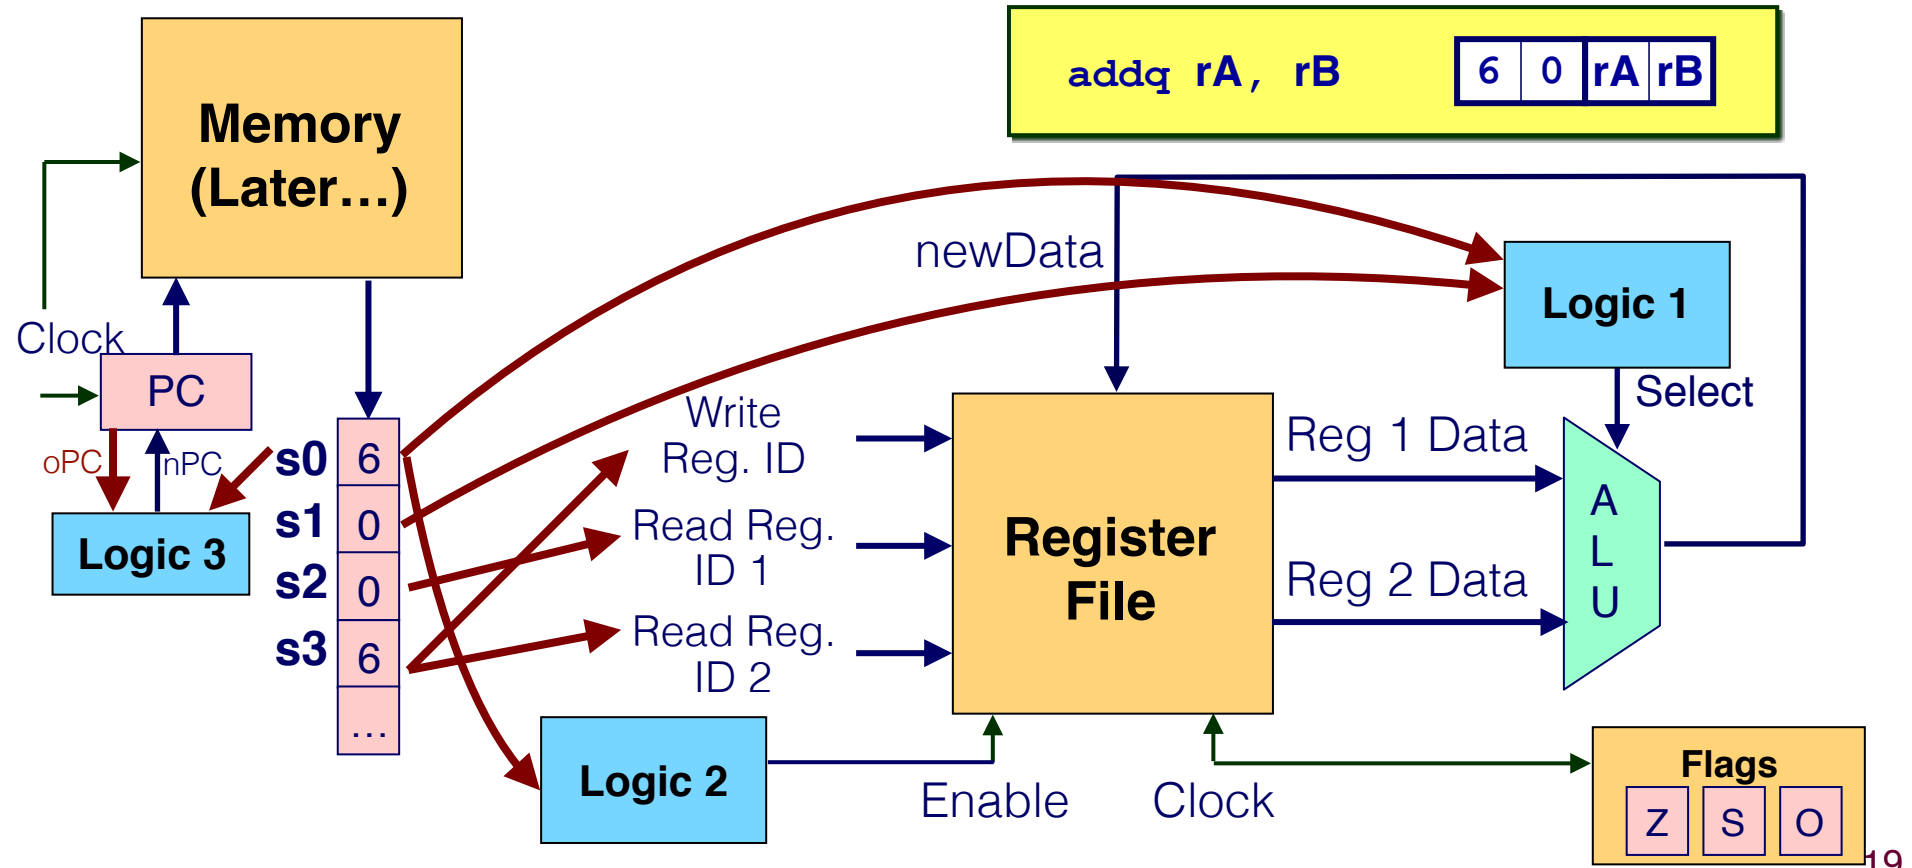 addq rA, rB
6 0 rA rB
Memory
(Later…)
newData
Logic 1
Clock
PC
Select
oPC
nPC
Logic 3
s0 6
s1 0
s2 0
s3 6
…
Write
Reg. ID
Read Reg.
ID 1
Read Reg.
ID 2
Register
File
Reg 1 Data
Reg 2 Data
A
L
U
Logic 2
Enable
Clock
Flags
Z S O
19